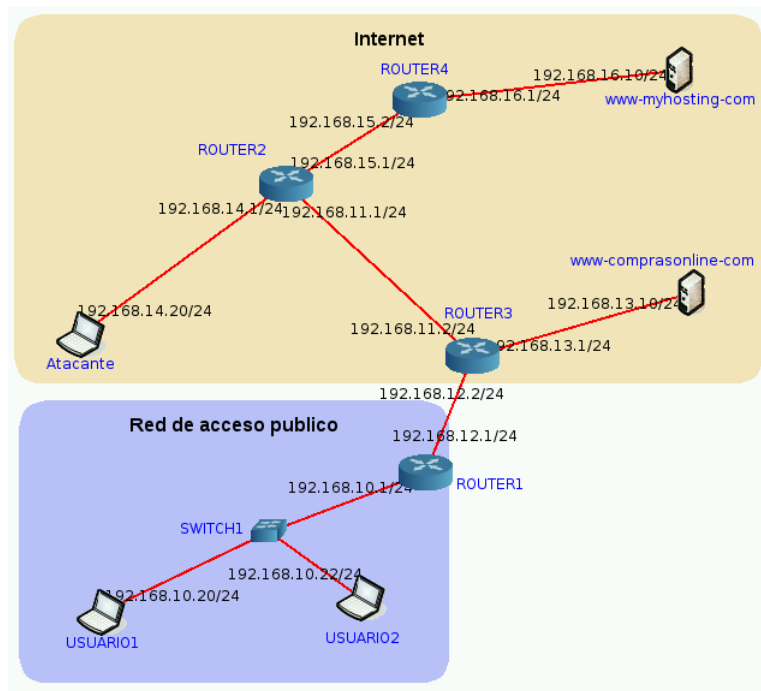 Internet
ROUTER4
192.168.16.10/24
192.168.16.1/24
www-myhosting-com
192.168.15.2/24
ROUTER2
192.168.15.1/24
192.168.14.1/24
192.168.11.1/24
www-comprasonline-com
192.168.14.20/24
192.168.13.10/24
ROUTER3
192.168.11.2/24
192.168.13.1/24
Atacante
192.168.12.2/24
Red de acceso publico
192.168.12.1/24
ROUTER1
192.168.10.1/24
SWITCH1
192.168.10.22/24
192.168.10.20/24
USUARIO1
USUARIO2